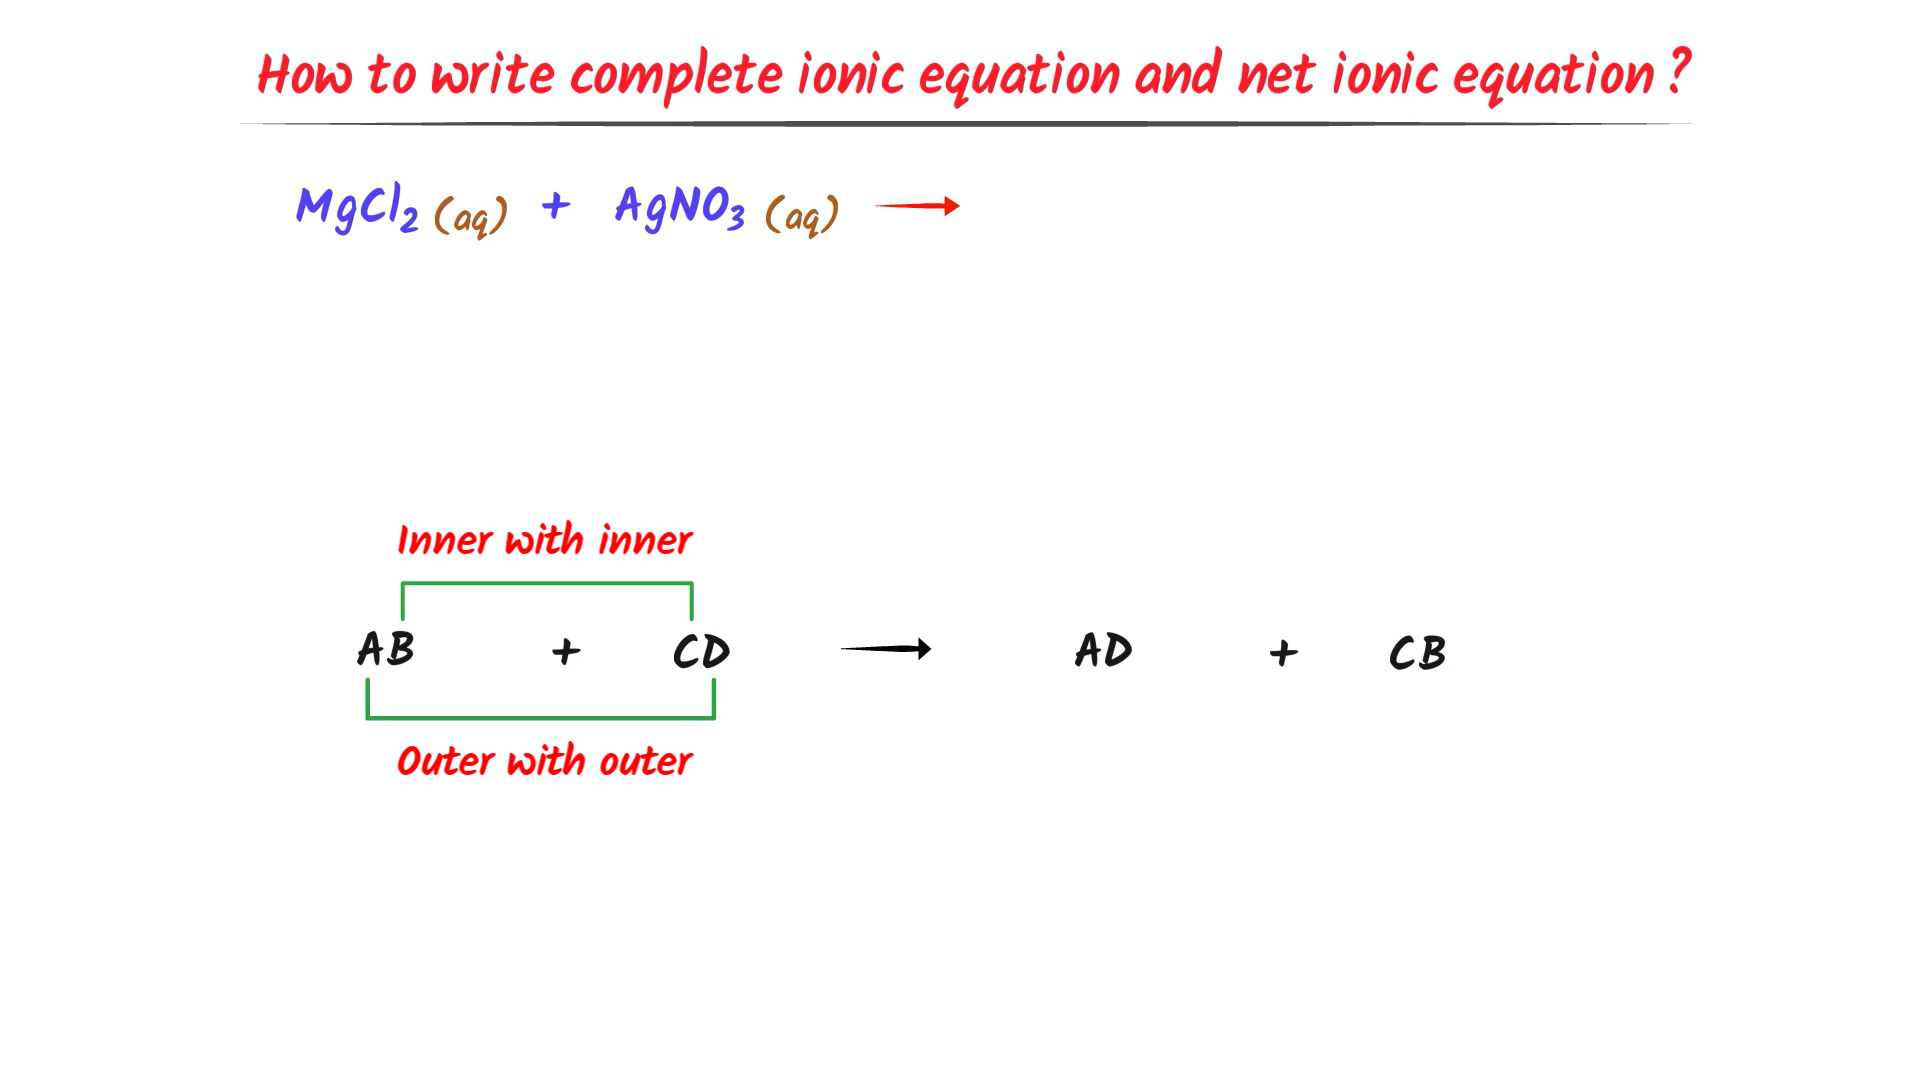 How to write complete ionic equation and net ionic equation ?
MgCl₂ (aq) + AgNO₃ (aq) →
Inner with inner
AB + CD → AD + CB
Outer with outer